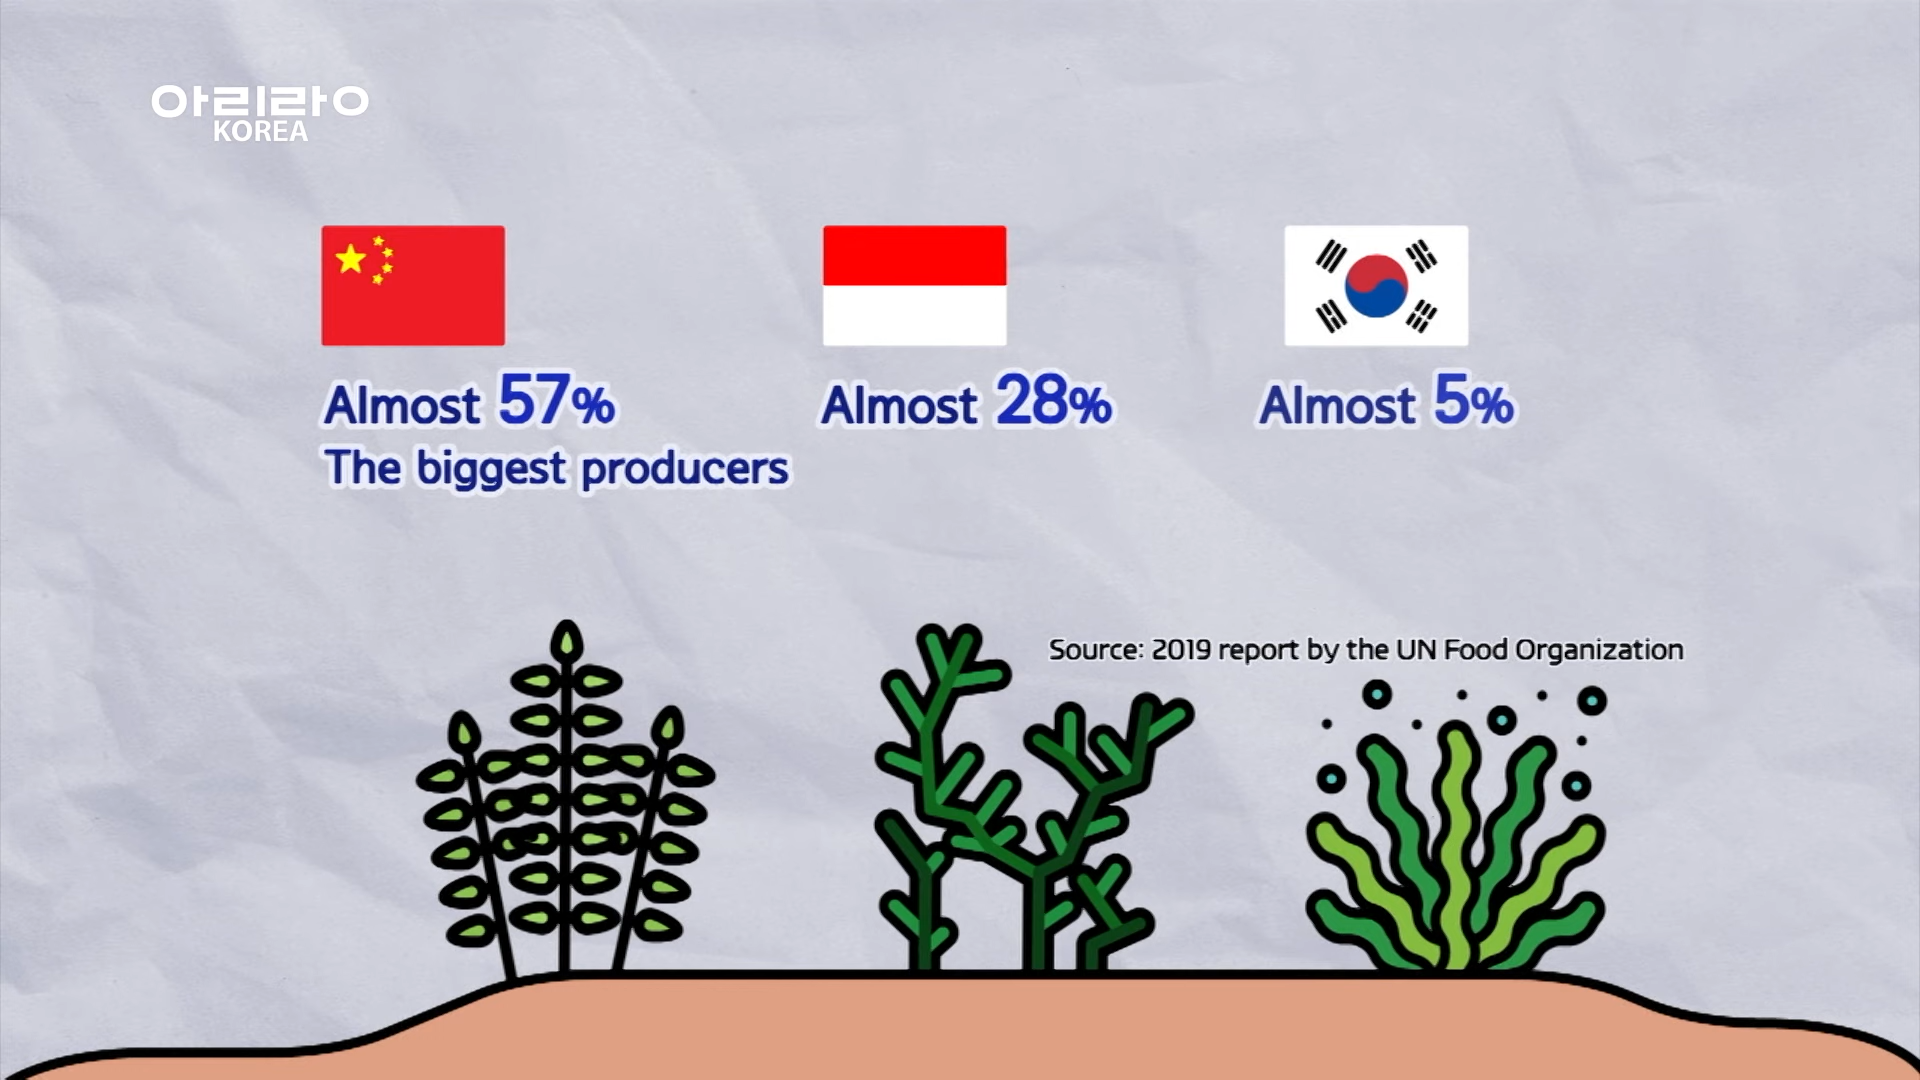 아리랑
KOREA
Almost 57%
Almost 28%
Almost 5%
The biggest producers
Source: 2019 report by the UN Food Organization